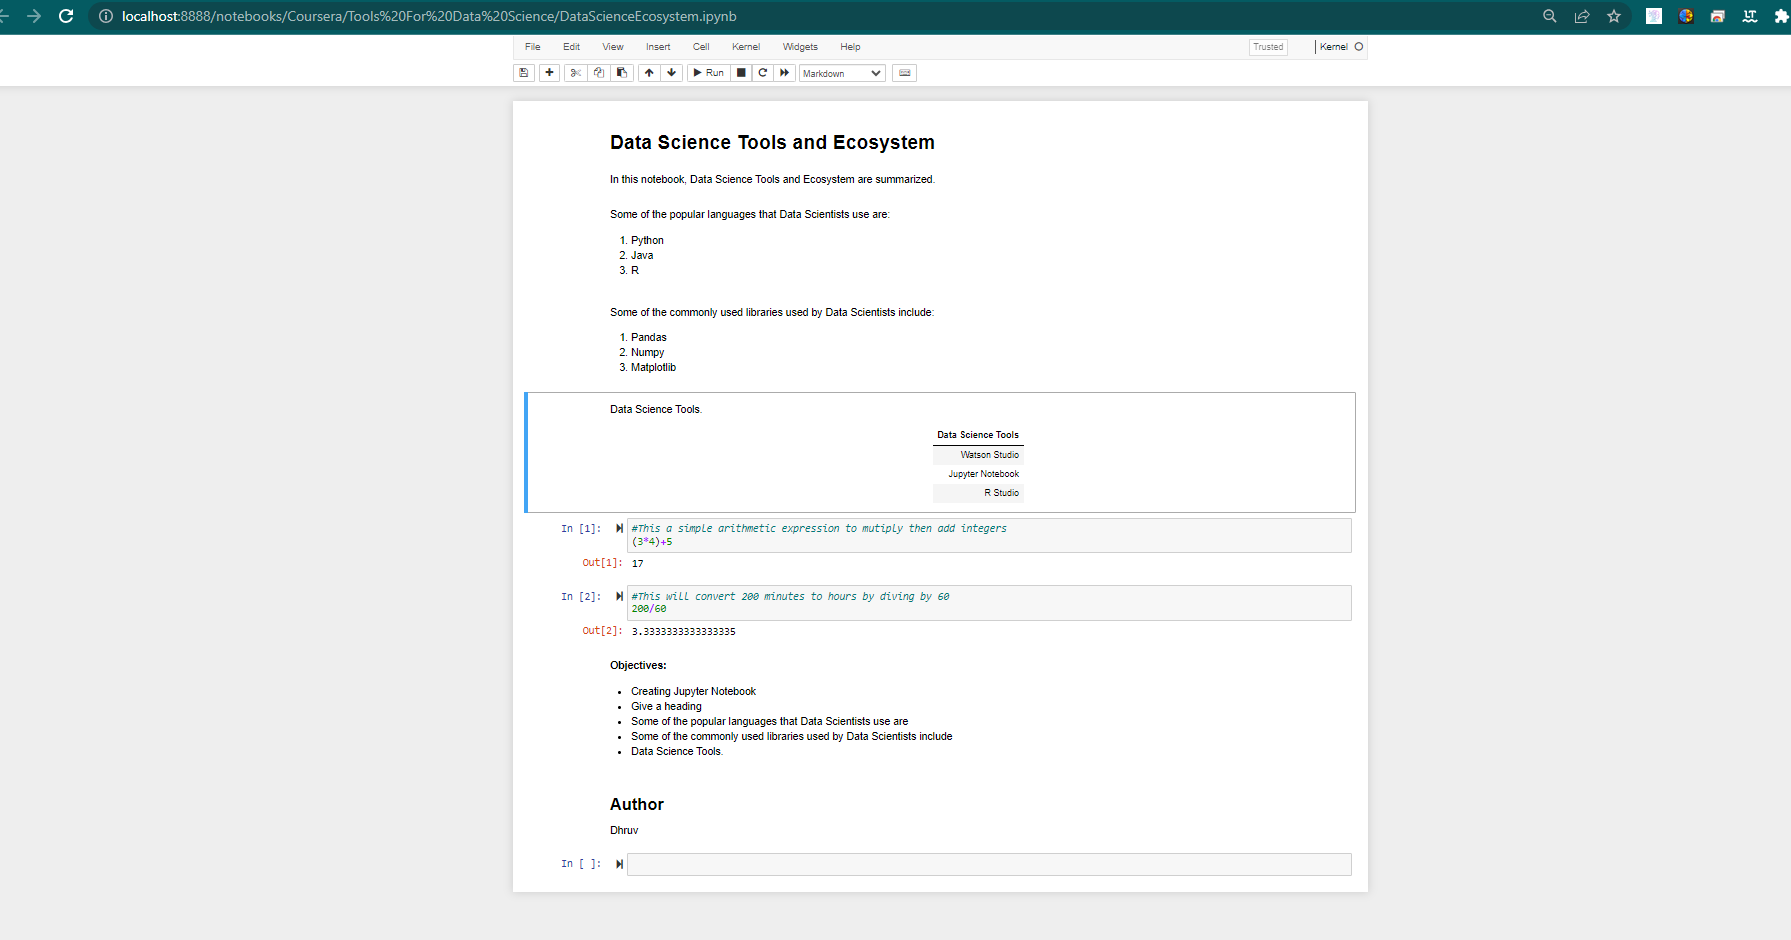 localhost:8888/notebooks/Coursera/Tools%20For%20Data%20Science/DataScienceEcosystem.ipynb
File Edit View Insert Cell Kernel Widgets Help Trusted Kernel
Run Markdown
Data Science Tools and Ecosystem
In this notebook, Data Science Tools and Ecosystem are summarized.
Some of the popular languages that Data Scientists use are:
1. Python
2. Java
3. R
Some of the commonly used libraries used by Data Scientists include:
1. Pandas
2. Numpy
3. Matplotlib
Data Science Tools.
Data Science Tools
Watson Studio
Jupyter Notebook
R Studio
In [1]: #This a simple arithmetic expression to mutiply then add integers
(3*4)+5
Out[1]: 17
In [2]: #This will convert 200 minutes to hours by diving by 60
200/60
Out[2]: 3.3333333333333335
Objectives:
• Creating Jupyter Notebook
• Give a heading
• Some of the popular languages that Data Scientists use are
• Some of the commonly used libraries used by Data Scientists include
• Data Science Tools.
Author
Dhruv
In [ ]: